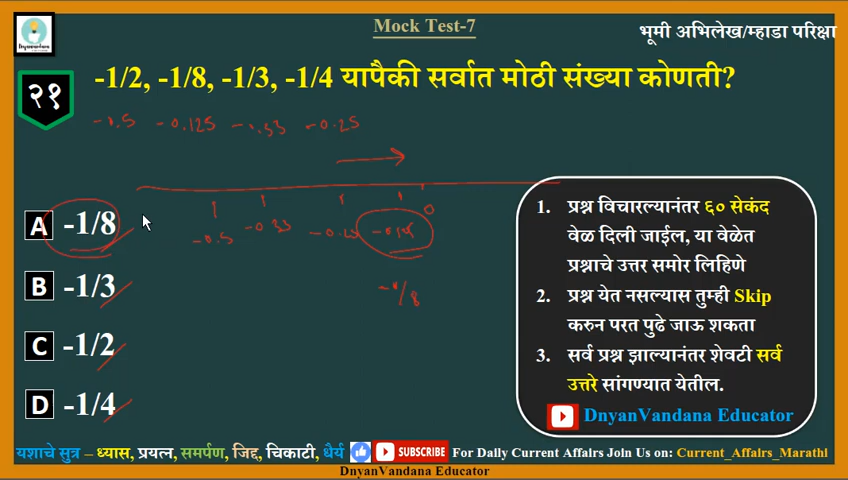 Mock Test-7
भूमी अभिलेख/म्हाडा परिक्षा
२१
-1/2, -1/8, -1/3, -1/4 यापैकी सर्वात मोठी संख्या कोणती?
-0.5 -0.125 -0.33 -0.25
0
-0.5 -0.33 -0.25 -0.125
-1/8
A -1/8
B -1/3
C -1/2
D -1/4
1. प्रश्न विचारल्यानंतर ६० सेकंद
वेळ दिली जाईल, या वेळेत
प्रश्नाचे उत्तर समोर लिहिणे
2. प्रश्न येत नसल्यास तुम्ही Skip
करुन परत पुढे जाऊ शकता
3. सर्व प्रश्न झाल्यानंतर शेवटी सर्व
उत्तरे सांगण्यात येतील.
DnyanVandana Educator
यशाचे सुत्र – ध्यास, प्रयत्न, समर्पण, जिद्द, चिकाटी, धैर्य SUBSCRIBE For Daily Current Affairs Join Us on: Current_Affairs_Marathi
DnyanVandana Educator